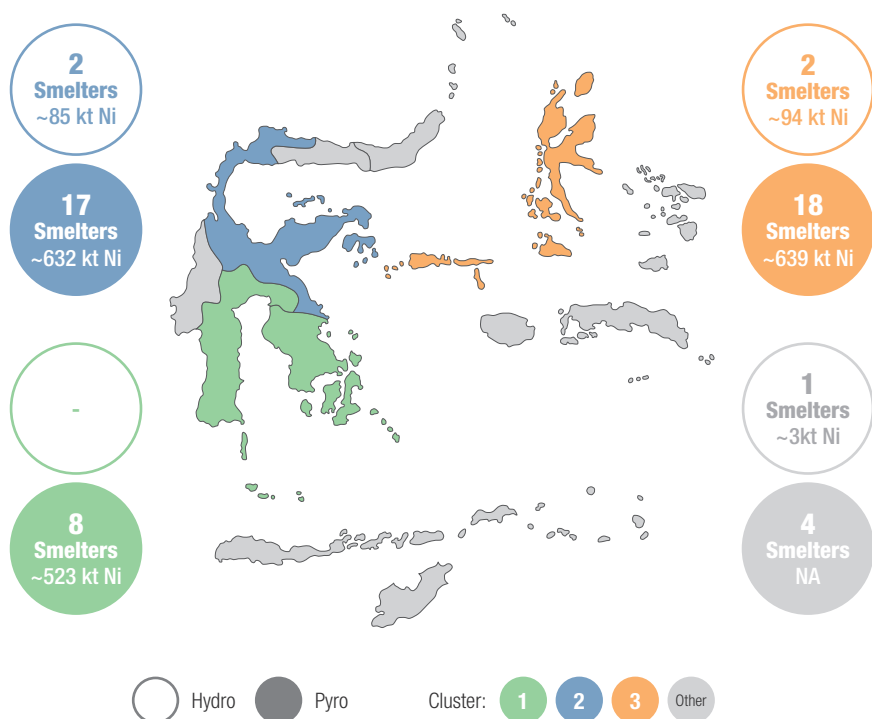 2
Smelters
~85 kt Ni
17
Smelters
~632 kt Ni
-
8
Smelters
~523 kt Ni
2
Smelters
~94 kt Ni
18
Smelters
~639 kt Ni
1
Smelters
~3kt Ni
4
Smelters
NA
Hydro Pyro Cluster: 1 2 3 Other